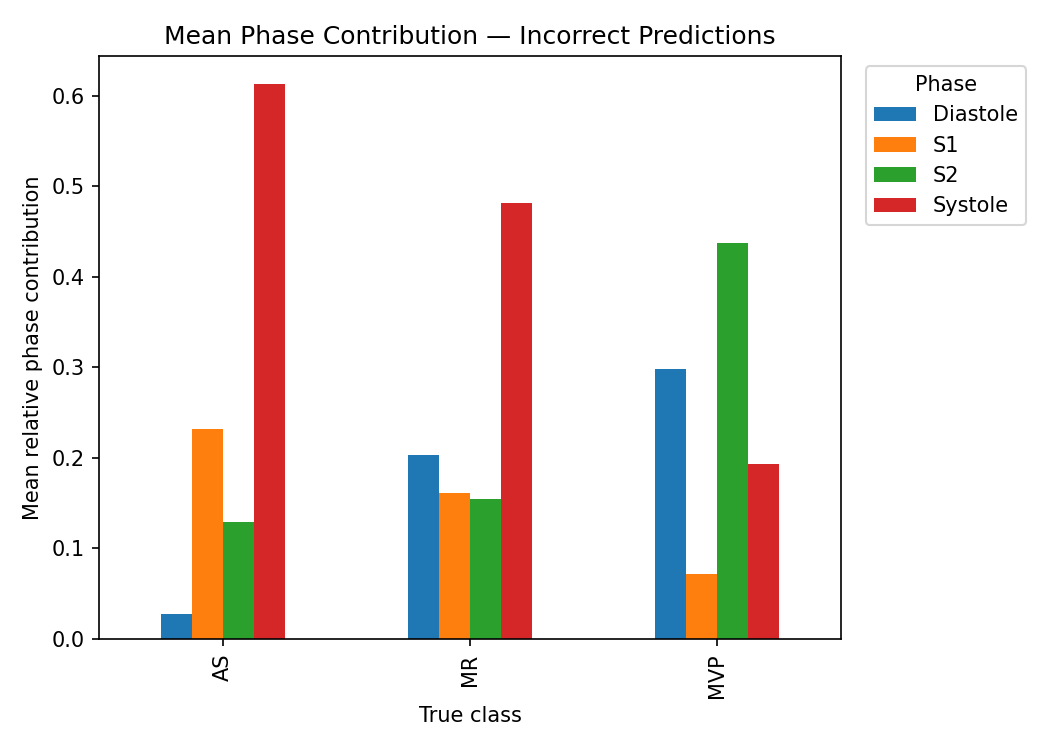 Mean Phase Contribution — Incorrect Predictions
Phase
Diastole
S1
S2
Systole
Mean relative phase contribution
0.6
0.5
0.4
0.3
0.2
0.1
0.0
AS
MR
MVP
True class